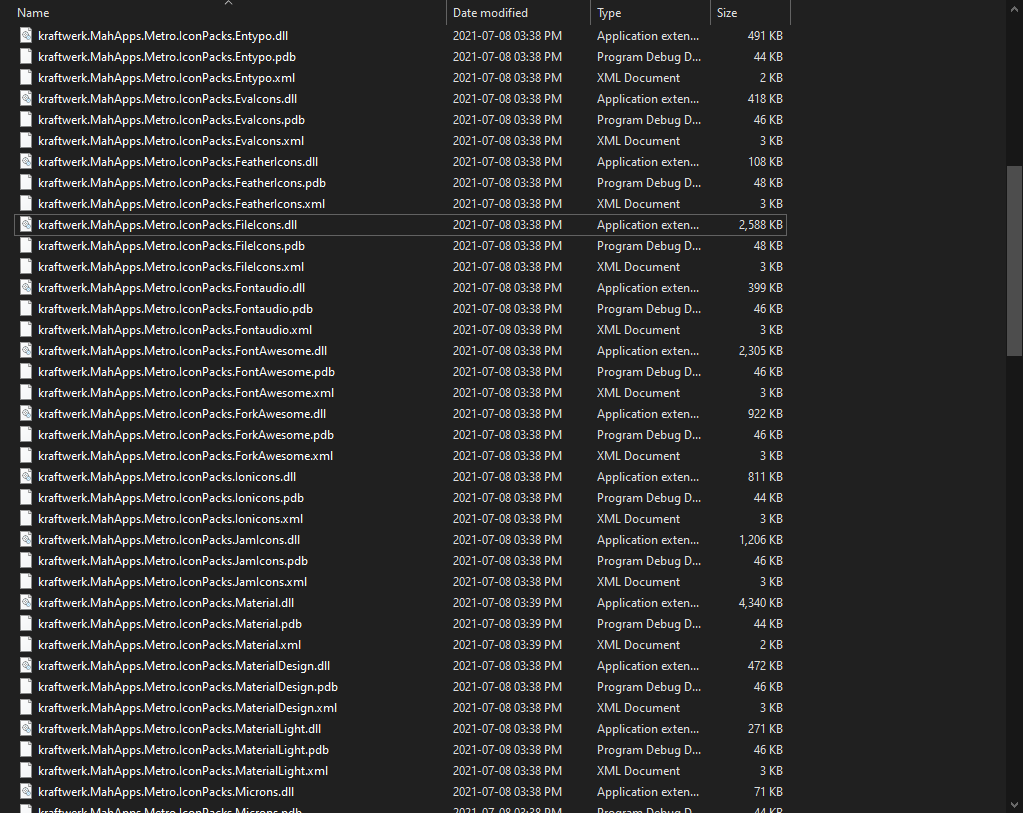 Name Date modified Type Size
kraftwerk.MahApps.Metro.IconPacks.Entypo.dll 2021-07-08 03:38 PM Application exten... 491 KB
kraftwerk.MahApps.Metro.IconPacks.Entypo.pdb 2021-07-08 03:38 PM Program Debug D... 44 KB
kraftwerk.MahApps.Metro.IconPacks.Entypo.xml 2021-07-08 03:38 PM XML Document 2 KB
kraftwerk.MahApps.Metro.IconPacks.EvaIcons.dll 2021-07-08 03:38 PM Application exten... 418 KB
kraftwerk.MahApps.Metro.IconPacks.EvaIcons.pdb 2021-07-08 03:38 PM Program Debug D... 46 KB
kraftwerk.MahApps.Metro.IconPacks.EvaIcons.xml 2021-07-08 03:38 PM XML Document 3 KB
kraftwerk.MahApps.Metro.IconPacks.FeatherIcons.dll 2021-07-08 03:38 PM Application exten... 108 KB
kraftwerk.MahApps.Metro.IconPacks.FeatherIcons.pdb 2021-07-08 03:38 PM Program Debug D... 48 KB
kraftwerk.MahApps.Metro.IconPacks.FeatherIcons.xml 2021-07-08 03:38 PM XML Document 3 KB
kraftwerk.MahApps.Metro.IconPacks.FileIcons.dll 2021-07-08 03:38 PM Application exten... 2,588 KB
kraftwerk.MahApps.Metro.IconPacks.FileIcons.pdb 2021-07-08 03:38 PM Program Debug D... 48 KB
kraftwerk.MahApps.Metro.IconPacks.FileIcons.xml 2021-07-08 03:38 PM XML Document 3 KB
kraftwerk.MahApps.Metro.IconPacks.Fontaudio.dll 2021-07-08 03:38 PM Application exten... 399 KB
kraftwerk.MahApps.Metro.IconPacks.Fontaudio.pdb 2021-07-08 03:38 PM Program Debug D... 46 KB
kraftwerk.MahApps.Metro.IconPacks.Fontaudio.xml 2021-07-08 03:38 PM XML Document 3 KB
kraftwerk.MahApps.Metro.IconPacks.FontAwesome.dll 2021-07-08 03:38 PM Application exten... 2,305 KB
kraftwerk.MahApps.Metro.IconPacks.FontAwesome.pdb 2021-07-08 03:38 PM Program Debug D... 46 KB
kraftwerk.MahApps.Metro.IconPacks.FontAwesome.xml 2021-07-08 03:38 PM XML Document 3 KB
kraftwerk.MahApps.Metro.IconPacks.ForkAwesome.dll 2021-07-08 03:38 PM Application exten... 922 KB
kraftwerk.MahApps.Metro.IconPacks.ForkAwesome.pdb 2021-07-08 03:38 PM Program Debug D... 46 KB
kraftwerk.MahApps.Metro.IconPacks.ForkAwesome.xml 2021-07-08 03:38 PM XML Document 3 KB
kraftwerk.MahApps.Metro.IconPacks.Ionicons.dll 2021-07-08 03:38 PM Application exten... 811 KB
kraftwerk.MahApps.Metro.IconPacks.Ionicons.pdb 2021-07-08 03:38 PM Program Debug D... 44 KB
kraftwerk.MahApps.Metro.IconPacks.Ionicons.xml 2021-07-08 03:38 PM XML Document 3 KB
kraftwerk.MahApps.Metro.IconPacks.JamIcons.dll 2021-07-08 03:38 PM Application exten... 1,206 KB
kraftwerk.MahApps.Metro.IconPacks.JamIcons.pdb 2021-07-08 03:38 PM Program Debug D... 46 KB
kraftwerk.MahApps.Metro.IconPacks.JamIcons.xml 2021-07-08 03:38 PM XML Document 3 KB
kraftwerk.MahApps.Metro.IconPacks.Material.dll 2021-07-08 03:39 PM Application exten... 4,340 KB
kraftwerk.MahApps.Metro.IconPacks.Material.pdb 2021-07-08 03:39 PM Program Debug D... 44 KB
kraftwerk.MahApps.Metro.IconPacks.Material.xml 2021-07-08 03:39 PM XML Document 2 KB
kraftwerk.MahApps.Metro.IconPacks.MaterialDesign.dll 2021-07-08 03:38 PM Application exten... 472 KB
kraftwerk.MahApps.Metro.IconPacks.MaterialDesign.pdb 2021-07-08 03:38 PM Program Debug D... 46 KB
kraftwerk.MahApps.Metro.IconPacks.MaterialDesign.xml 2021-07-08 03:38 PM XML Document 3 KB
kraftwerk.MahApps.Metro.IconPacks.MaterialLight.dll 2021-07-08 03:38 PM Application exten... 271 KB
kraftwerk.MahApps.Metro.IconPacks.MaterialLight.pdb 2021-07-08 03:38 PM Program Debug D... 46 KB
kraftwerk.MahApps.Metro.IconPacks.MaterialLight.xml 2021-07-08 03:38 PM XML Document 3 KB
kraftwerk.MahApps.Metro.IconPacks.Microns.dll 2021-07-08 03:38 PM Application exten... 71 KB
kraftwerk.MahApps.Metro.IconPacks.Microns.pdb 2021-07-08 03:38 PM Program Debug D... 44 KB